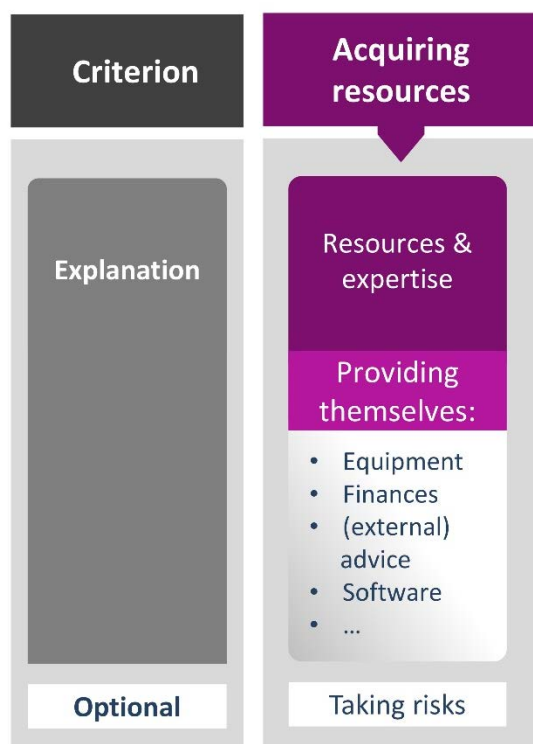 Criterion
Acquiring
resources
Explanation
Resources &
expertise
Providing
themselves:
• Equipment
• Finances
• (external)
advice
• Software
• ...
Optional
Taking risks